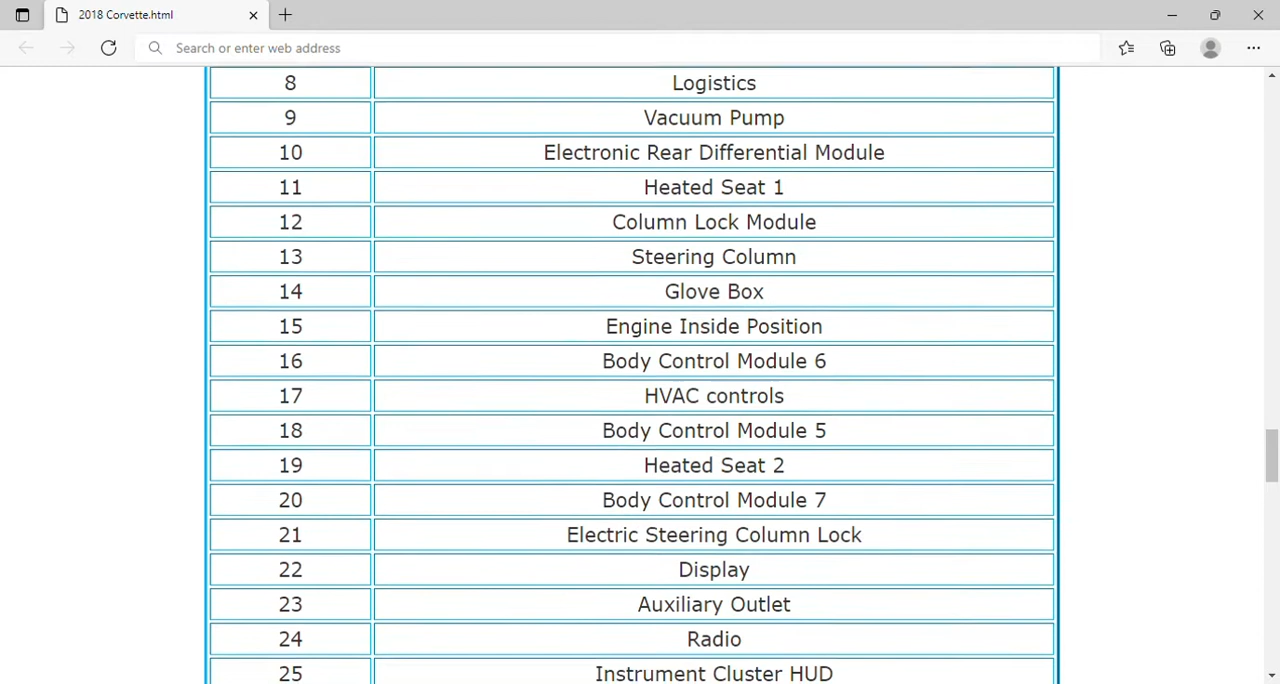 2018 Corvette.html
Search or enter web address
8 Logistics
9 Vacuum Pump
10 Electronic Rear Differential Module
11 Heated Seat 1
12 Column Lock Module
13 Steering Column
14 Glove Box
15 Engine Inside Position
16 Body Control Module 6
17 HVAC controls
18 Body Control Module 5
19 Heated Seat 2
20 Body Control Module 7
21 Electric Steering Column Lock
22 Display
23 Auxiliary Outlet
24 Radio
25 Instrument Cluster HUD